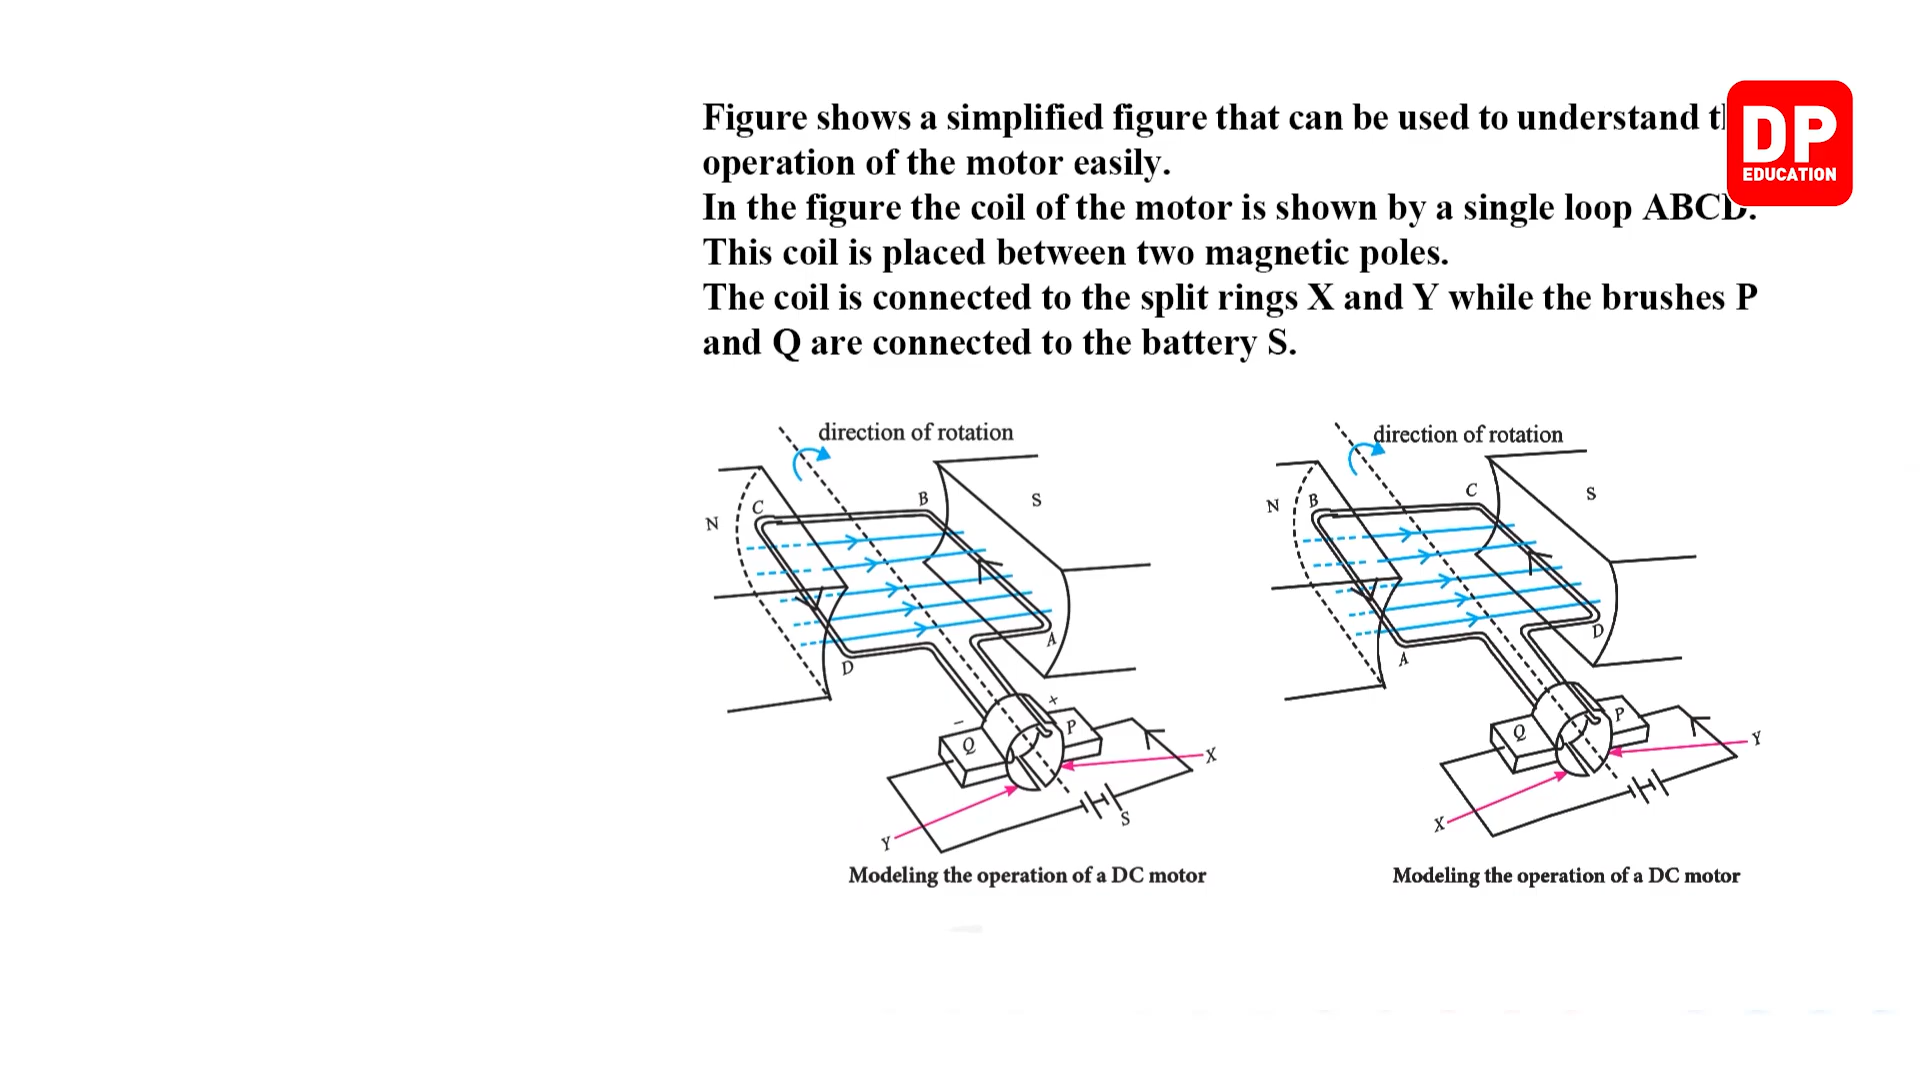 Figure shows a simplified figure that can be used to understand
operation of the motor easily.
In the figure the coil of the motor is shown by a single loop ABCD.
This coil is placed between two magnetic poles.
The coil is connected to the split rings X and Y while the brushes P
and Q are connected to the battery S.
DP
EDUCATION
direction of rotation
N
C
B
S
A
D
+
−
P
Q
X
Y
S
Modeling the operation of a DC motor
direction of rotation
N
B
C
S
D
A
P
Q
Y
X
Modeling the operation of a DC motor